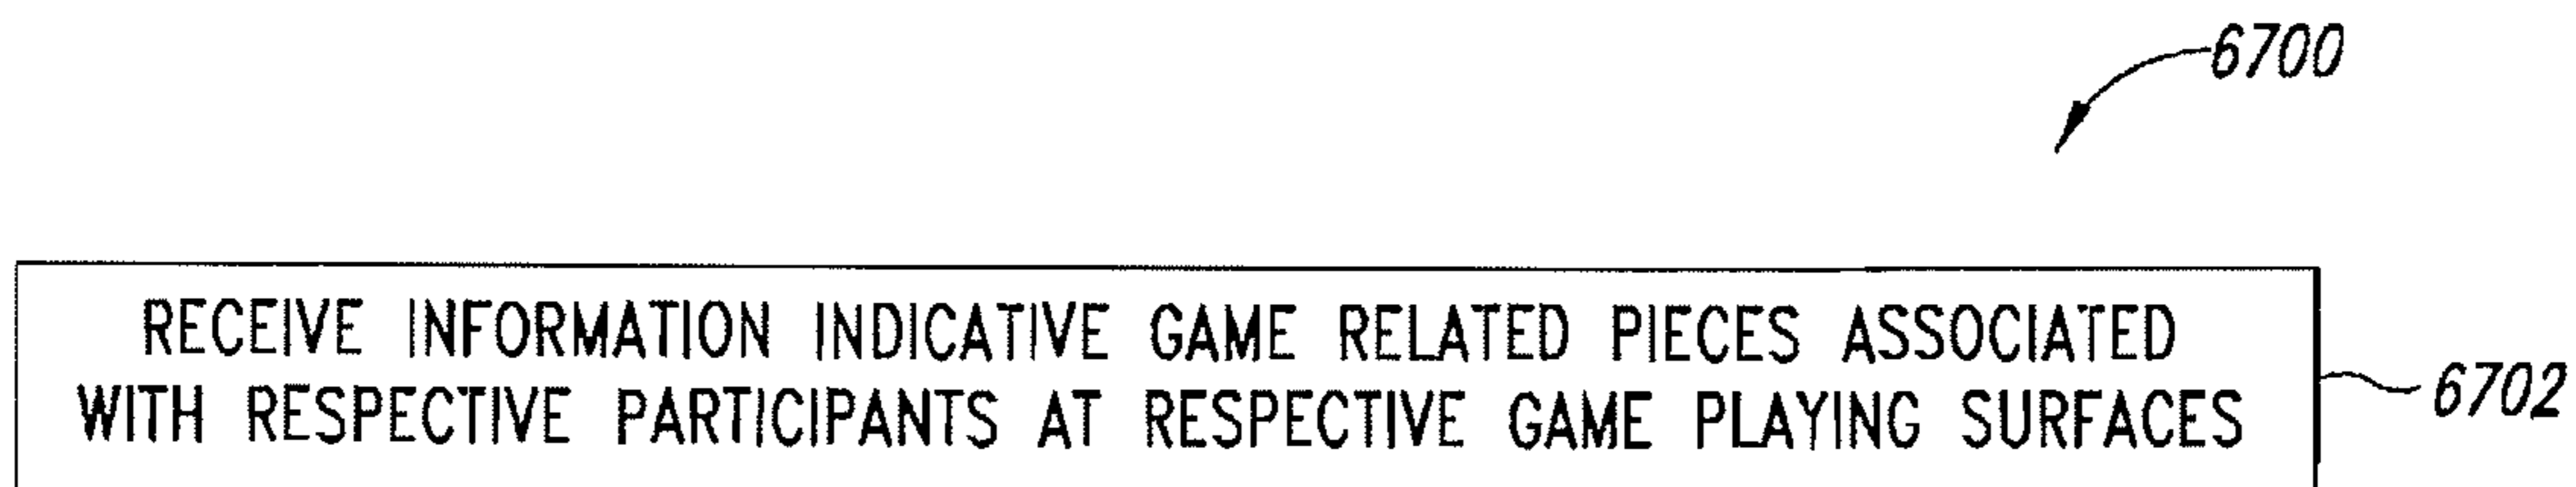 6700
RECEIVE INFORMATION INDICATIVE GAME RELATED PIECES ASSOCIATED
WITH RESPECTIVE PARTICIPANTS AT RESPECTIVE GAME PLAYING SURFACES
6702